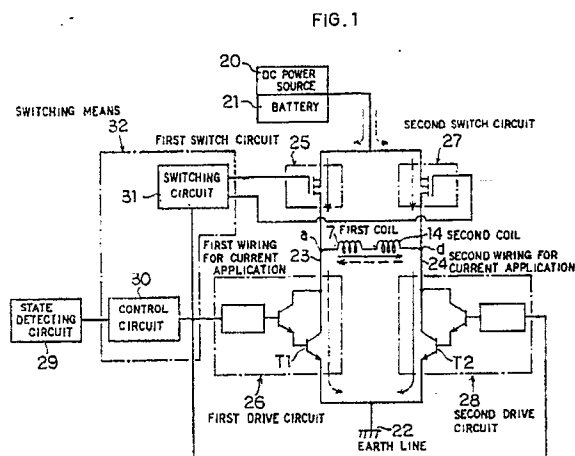 FIG.1
20
DC POWER
SOURCE
21
BATTERY
SWITCHING MEANS
32
FIRST SWITCH CIRCUIT
25
SECOND SWITCH CIRCUIT
27
SWITCHING
CIRCUIT
31
a
7
FIRST COIL
14
SECOND COIL
d
23
24
FIRST WIRING
FOR CURRENT
APPLICATION
SECOND WIRING FOR
CURRENT APPLICATION
30
STATE
DETECTING
CIRCUIT
CONTROL
CIRCUIT
29
T1
T2
26
28
FIRST DRIVE CIRCUIT
SECOND DRIVE
CIRCUIT
22
EARTH LINE